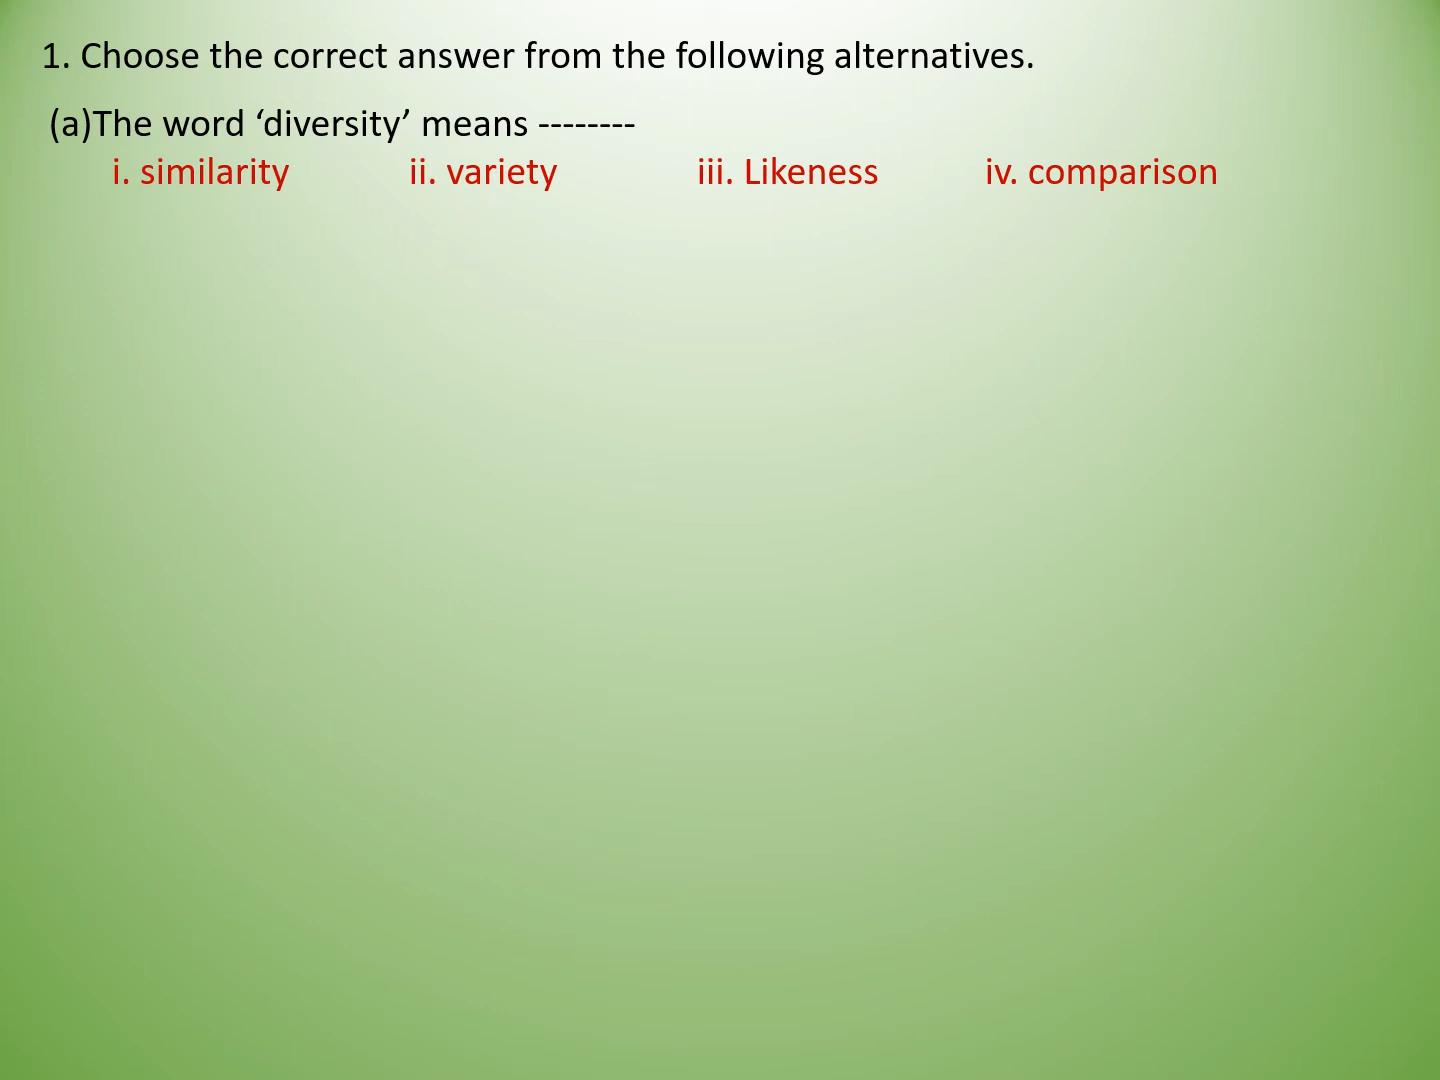 1. Choose the correct answer from the following alternatives.
(a)The word ‘diversity’ means --------
i. similarity ii. variety iii. Likeness iv. comparison